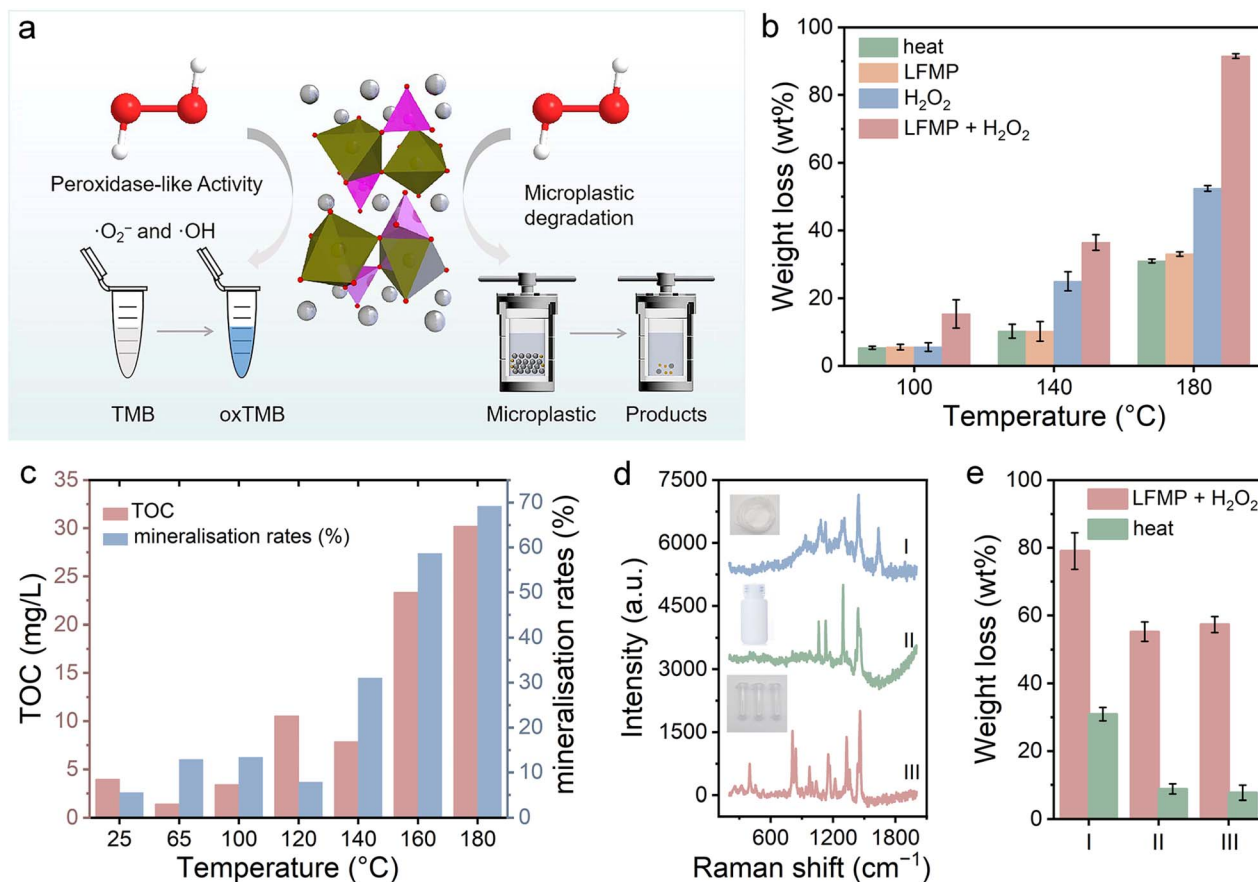 a
Peroxidase-like Activity
·O₂⁻ and ·OH
TMB
oxTMB
Microplastic
degradation
Microplastic
Products
b
heat
LFMP
H₂O₂
LFMP + H₂O₂
Weight loss (wt%)
100
80
60
40
20
0
100 140 180
Temperature (°C)
c
TOC
mineralisation rates (%)
TOC (mg/L)
35
30
25
20
15
10
5
0
mineralisation rates (%)
70
60
50
40
30
20
10
0
25 65 100 120 140 160 180
Temperature (°C)
d
Intensity (a.u.)
7500
6000
4500
3000
1500
0
I
II
III
600 1200 1800
Raman shift (cm⁻¹)
e
LFMP + H₂O₂
heat
Weight loss (wt%)
100
80
60
40
20
0
I II III